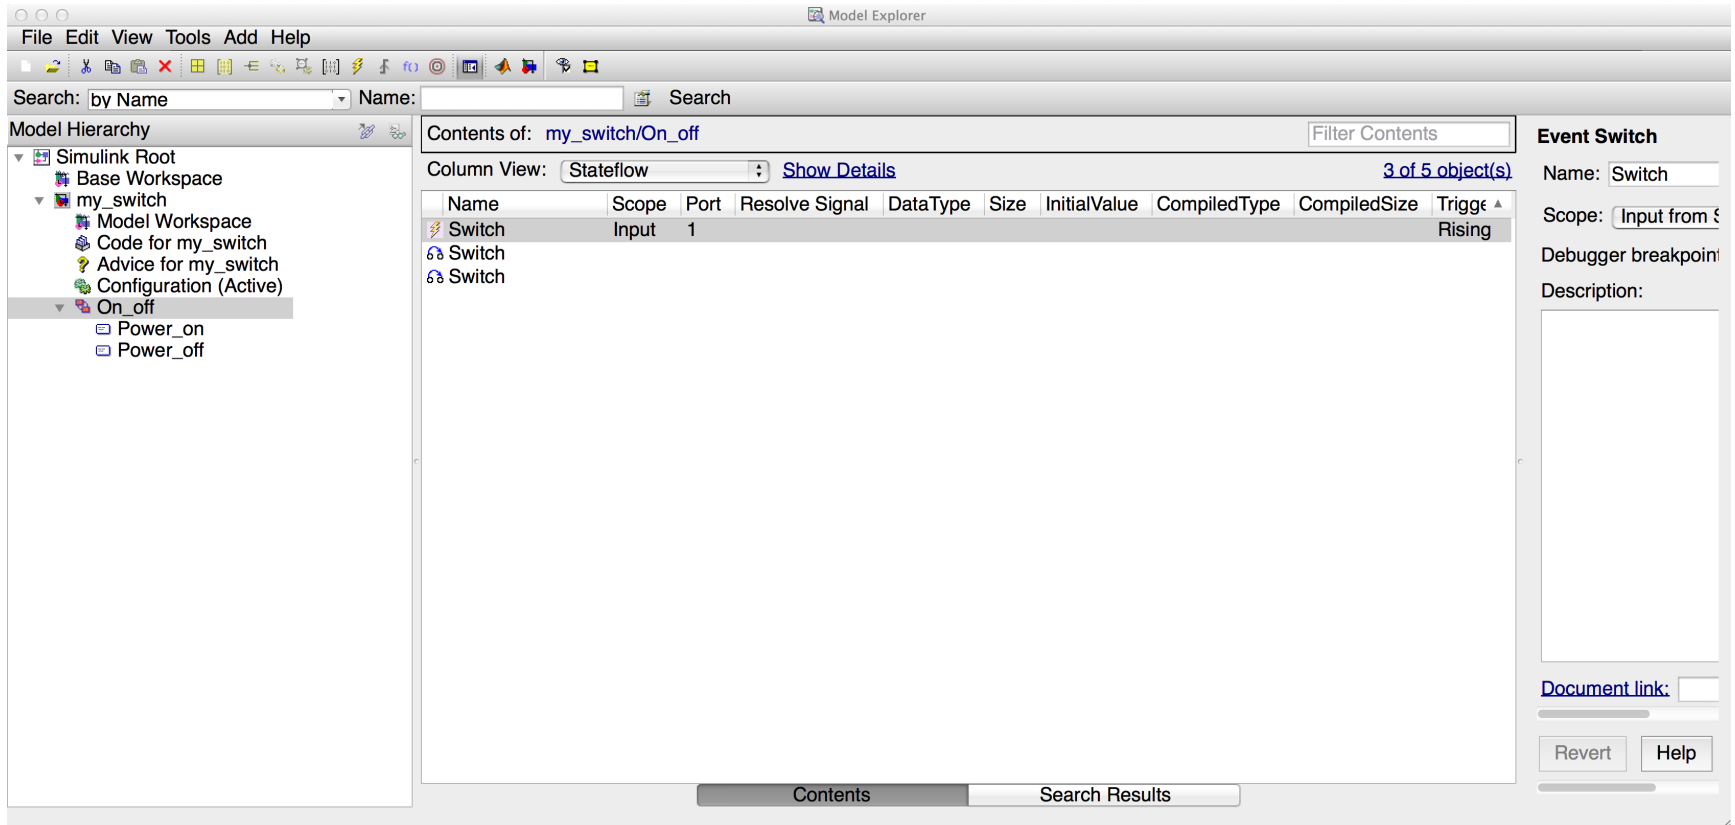 Model Explorer
File Edit View Tools Add Help
Search: by Name Name: Search
Model Hierarchy
Simulink Root
Base Workspace
my_switch
Model Workspace
Code for my_switch
Advice for my_switch
Configuration (Active)
On_off
Power_on
Power_off
Contents of: my_switch/On_off Filter Contents
Column View: Stateflow Show Details 3 of 5 object(s)
Name Scope Port Resolve Signal DataType Size InitialValue CompiledType CompiledSize Trigge
Switch Input 1 Rising
Switch
Switch
Contents Search Results
Event Switch
Name: Switch
Scope: Input from S
Debugger breakpoint
Description:
Document link:
Revert Help